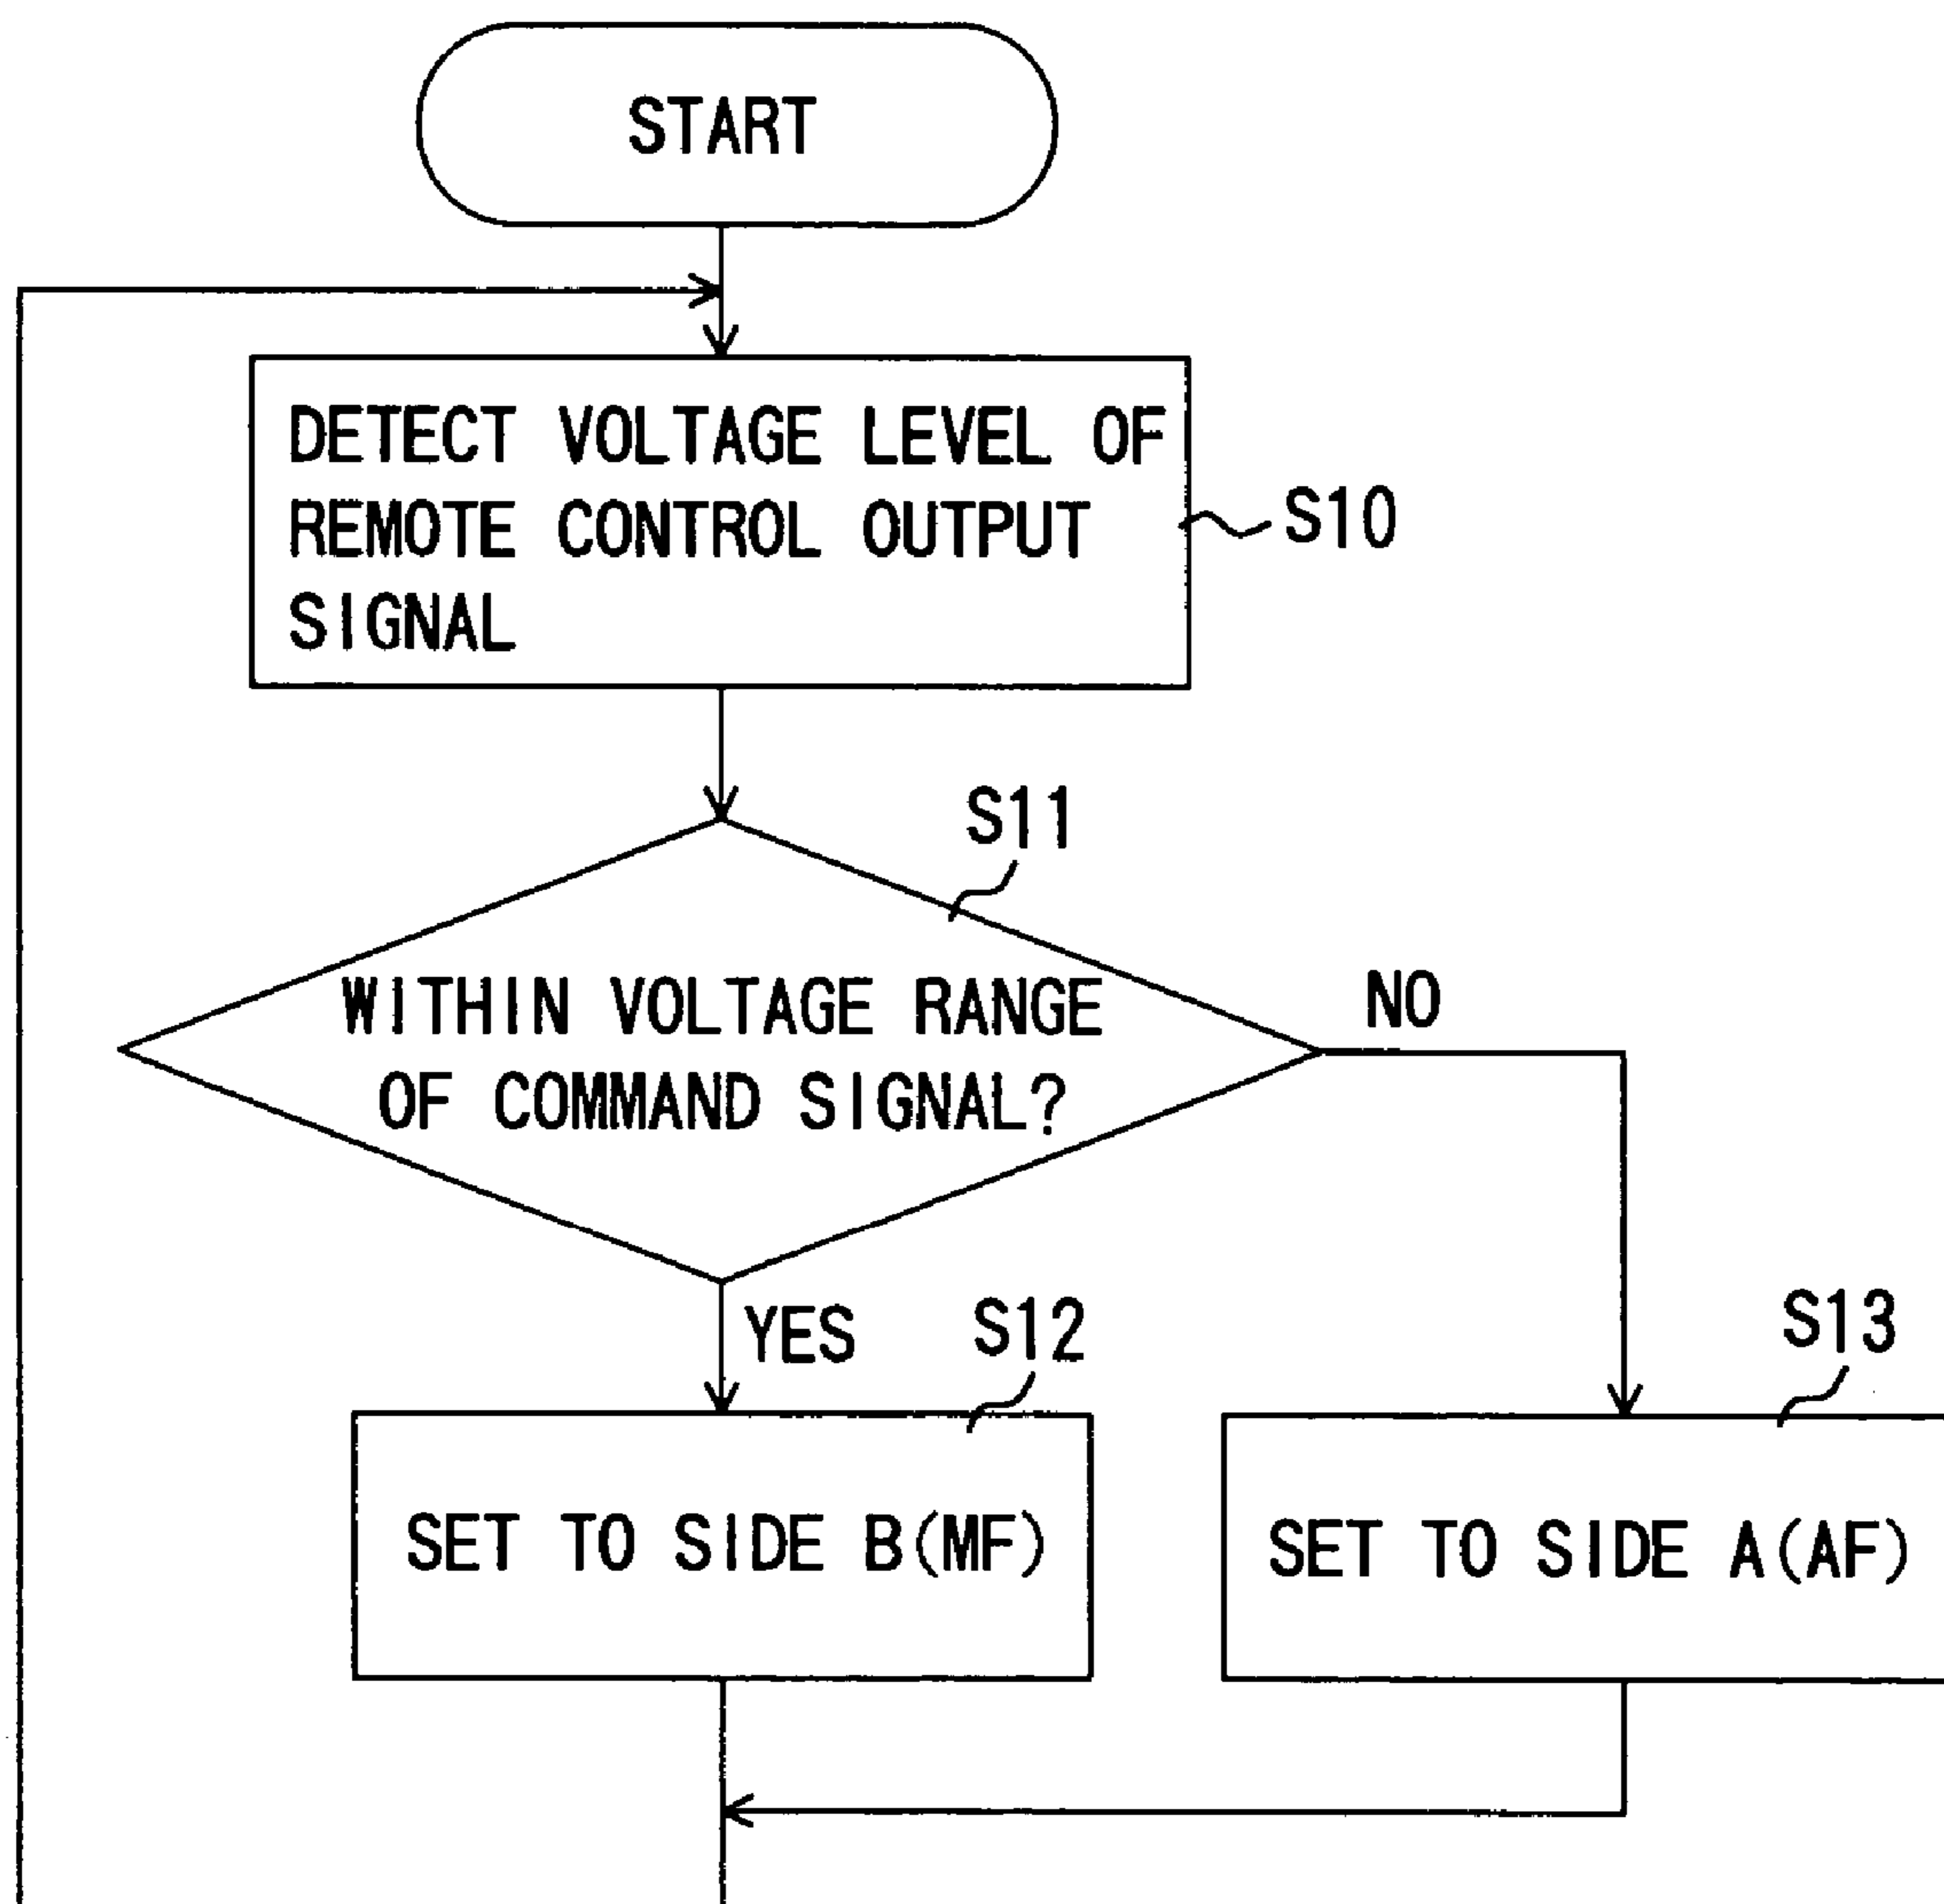 START
DETECT VOLTAGE LEVEL OF
REMOTE CONTROL OUTPUT
SIGNAL
S10
S11
WITHIN VOLTAGE RANGE
OF COMMAND SIGNAL?
NO
YES
S12
S13
SET TO SIDE B(MF)
SET TO SIDE A(AF)